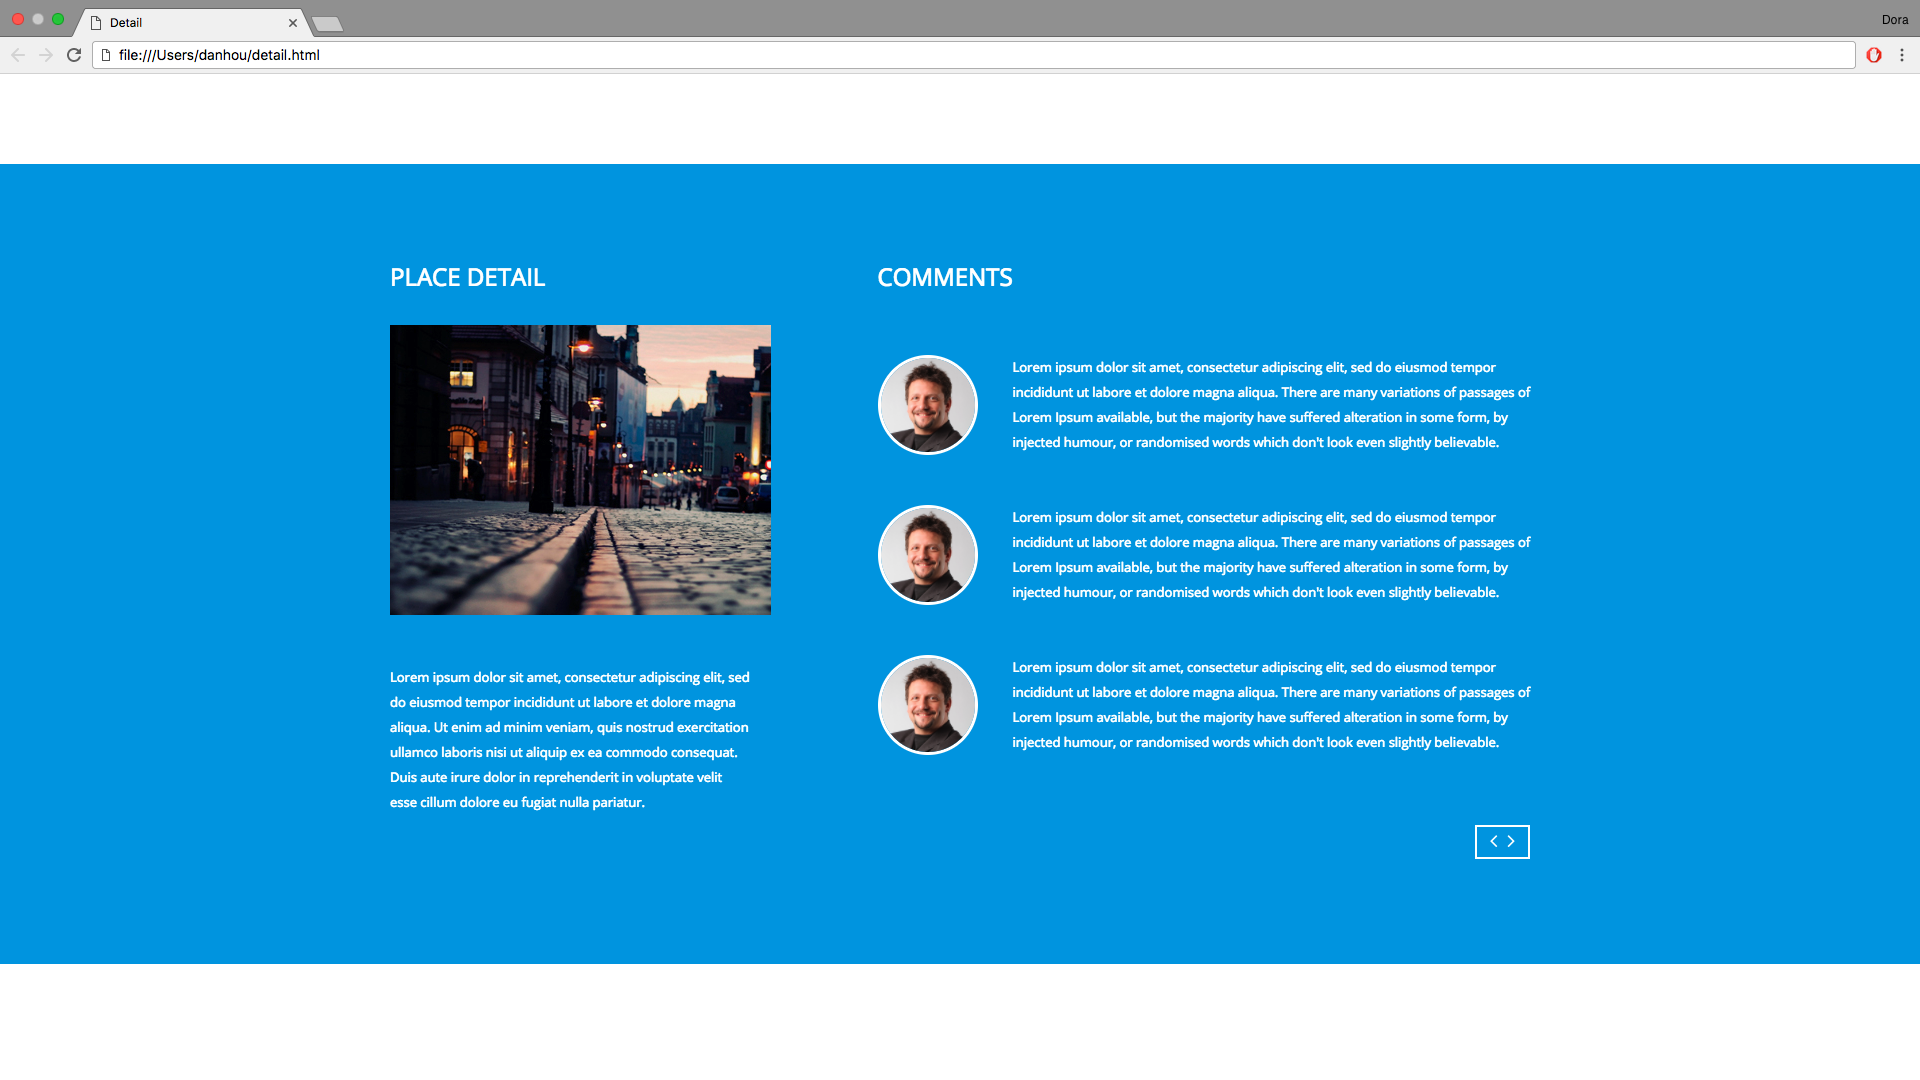 Detail
Dora
file:///Users/danhou/detail.html
PLACE DETAIL
Lorem ipsum dolor sit amet, consectetur adipiscing elit, sed
do eiusmod tempor incididunt ut labore et dolore magna
aliqua. Ut enim ad minim veniam, quis nostrud exercitation
ullamco laboris nisi ut aliquip ex ea commodo consequat.
Duis aute irure dolor in reprehenderit in voluptate velit
esse cillum dolore eu fugiat nulla pariatur.
COMMENTS
Lorem ipsum dolor sit amet, consectetur adipiscing elit, sed do eiusmod tempor
incididunt ut labore et dolore magna aliqua. There are many variations of passages of
Lorem Ipsum available, but the majority have suffered alteration in some form, by
injected humour, or randomised words which don't look even slightly believable.
Lorem ipsum dolor sit amet, consectetur adipiscing elit, sed do eiusmod tempor
incididunt ut labore et dolore magna aliqua. There are many variations of passages of
Lorem Ipsum available, but the majority have suffered alteration in some form, by
injected humour, or randomised words which don't look even slightly believable.
Lorem ipsum dolor sit amet, consectetur adipiscing elit, sed do eiusmod tempor
incididunt ut labore et dolore magna aliqua. There are many variations of passages of
Lorem Ipsum available, but the majority have suffered alteration in some form, by
injected humour, or randomised words which don't look even slightly believable.